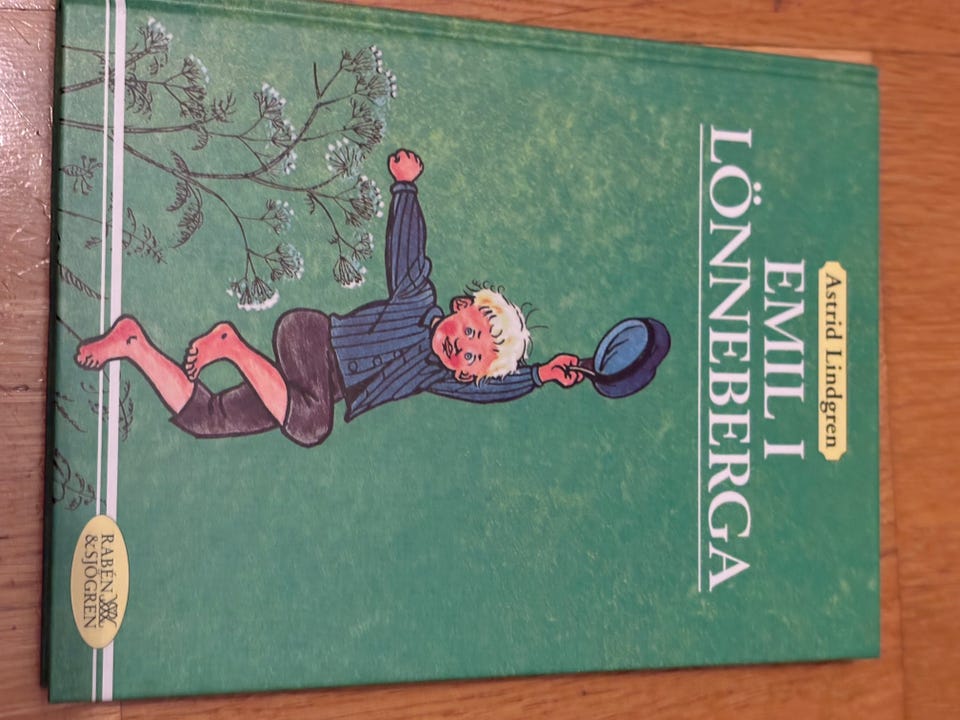 Astrid Lindgren
EMIL I
LÖNNEBERGA
RABÉN
&SJÖGREN